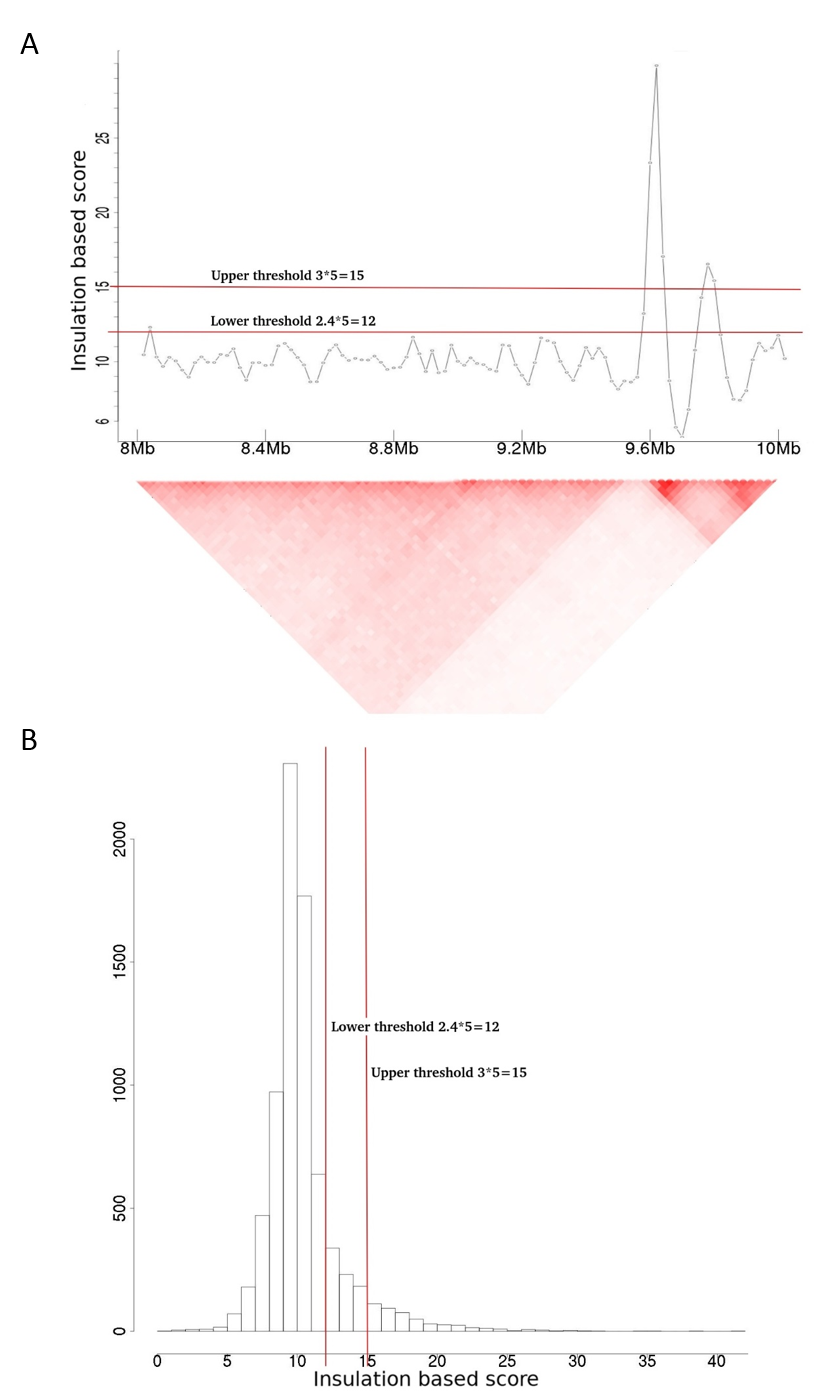 A
Insulation based score
25
20
15
10
6
Upper threshold 3*5=15
Lower threshold 2.4*5=12
8Mb 8.4Mb 8.8Mb 9.2Mb 9.6Mb 10Mb
B
2000
1500
1000
500
0
Lower threshold 2.4*5=12
Upper threshold 3*5=15
0 5 10 15 20 25 30 35 40
Insulation based score